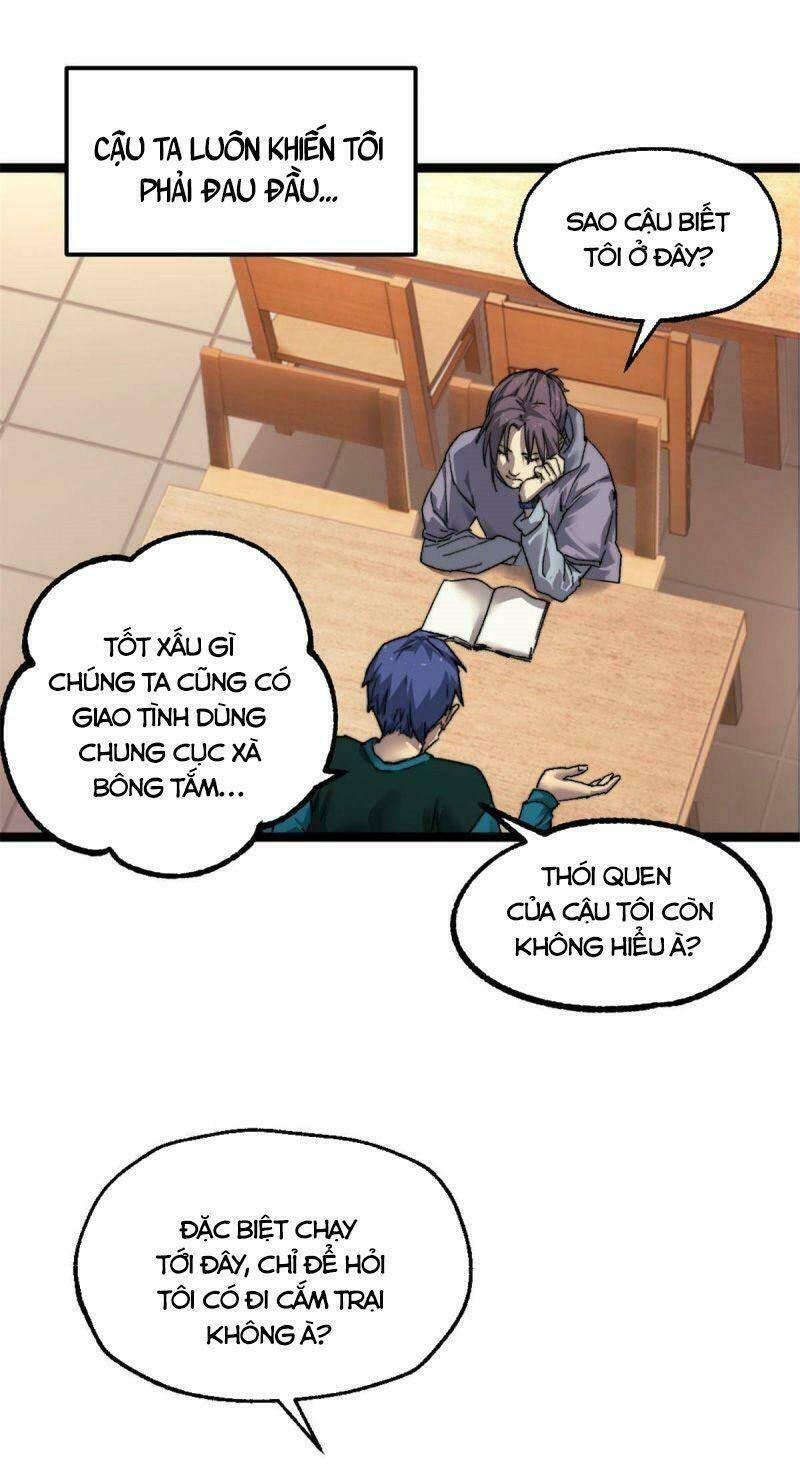 CẬU TA LUÔN KHIẾN TÔI
PHẢI ĐAU ĐẦU...
SAO CẬU BIẾT
TÔI Ở ĐÂY?
TỐT XẤU GÌ
CHÚNG TA CŨNG CÓ
GIAO TÌNH DÙNG
CHUNG CỤC XÀ
BÔNG TẮM...
THÓI QUEN
CỦA CẬU TÔI CÒN
KHÔNG HIỂU À?
ĐẶC BIỆT CHẠY
TỚI ĐÂY, CHỈ ĐỂ HỎI
TÔI CÓ ĐI CẮM TRẠI
KHÔNG À?